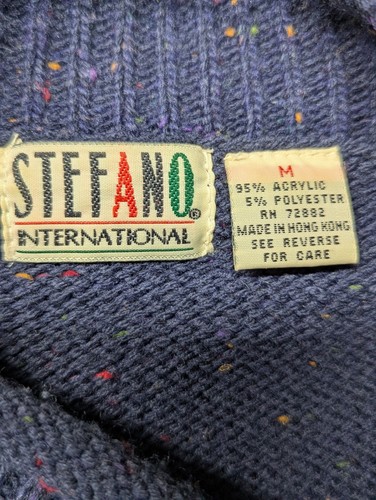 STEFANO®
INTERNATIONAL
M
95% ACRYLIC
5% POLYESTER
RN 72882
MADE IN HONG KONG
SEE REVERSE
FOR CARE